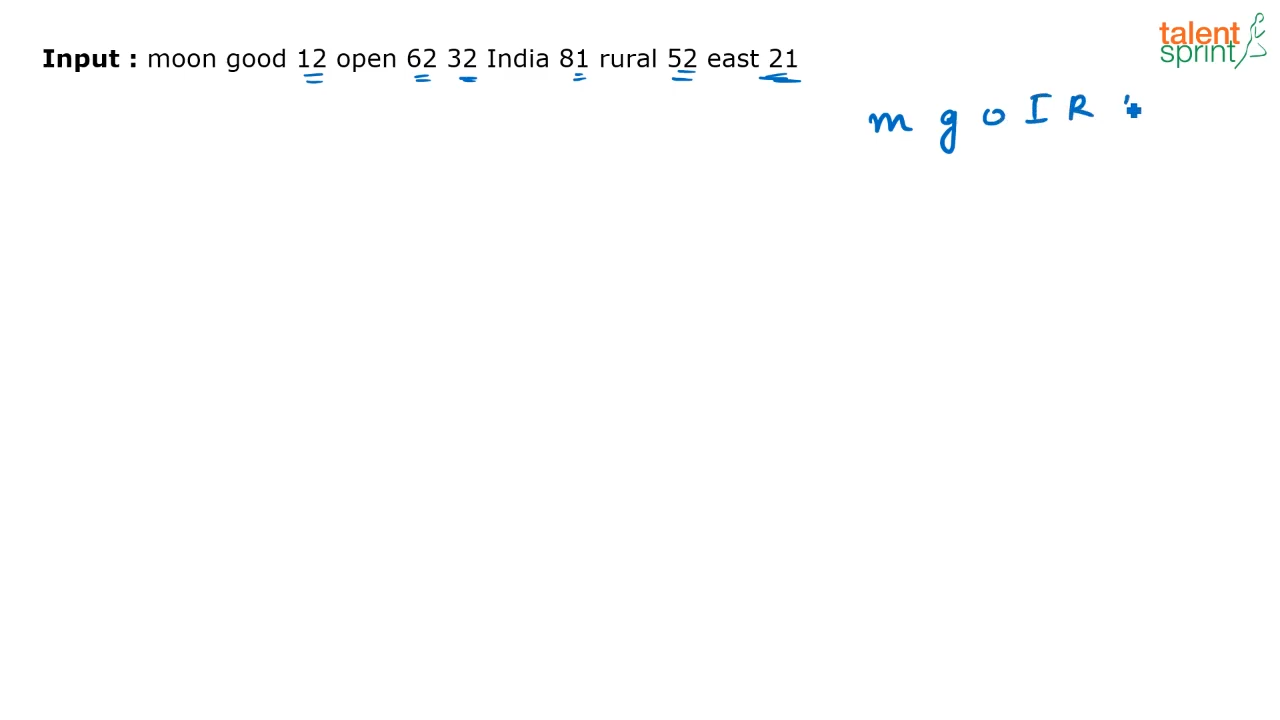 talent
sprint
Input : moon good 12 open 62 32 India 81 rural 52 east 21
m g o I R